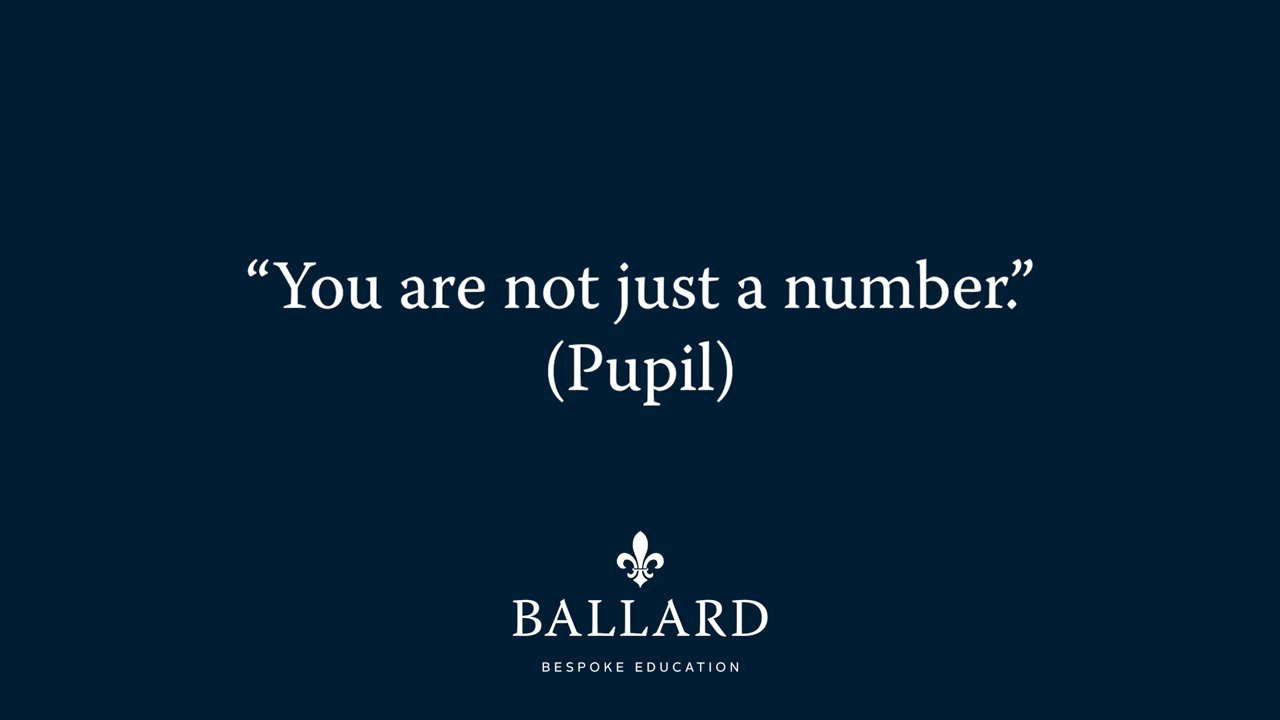 “You are not just a number.”
(Pupil)
BALLARD
BESPOKE EDUCATION